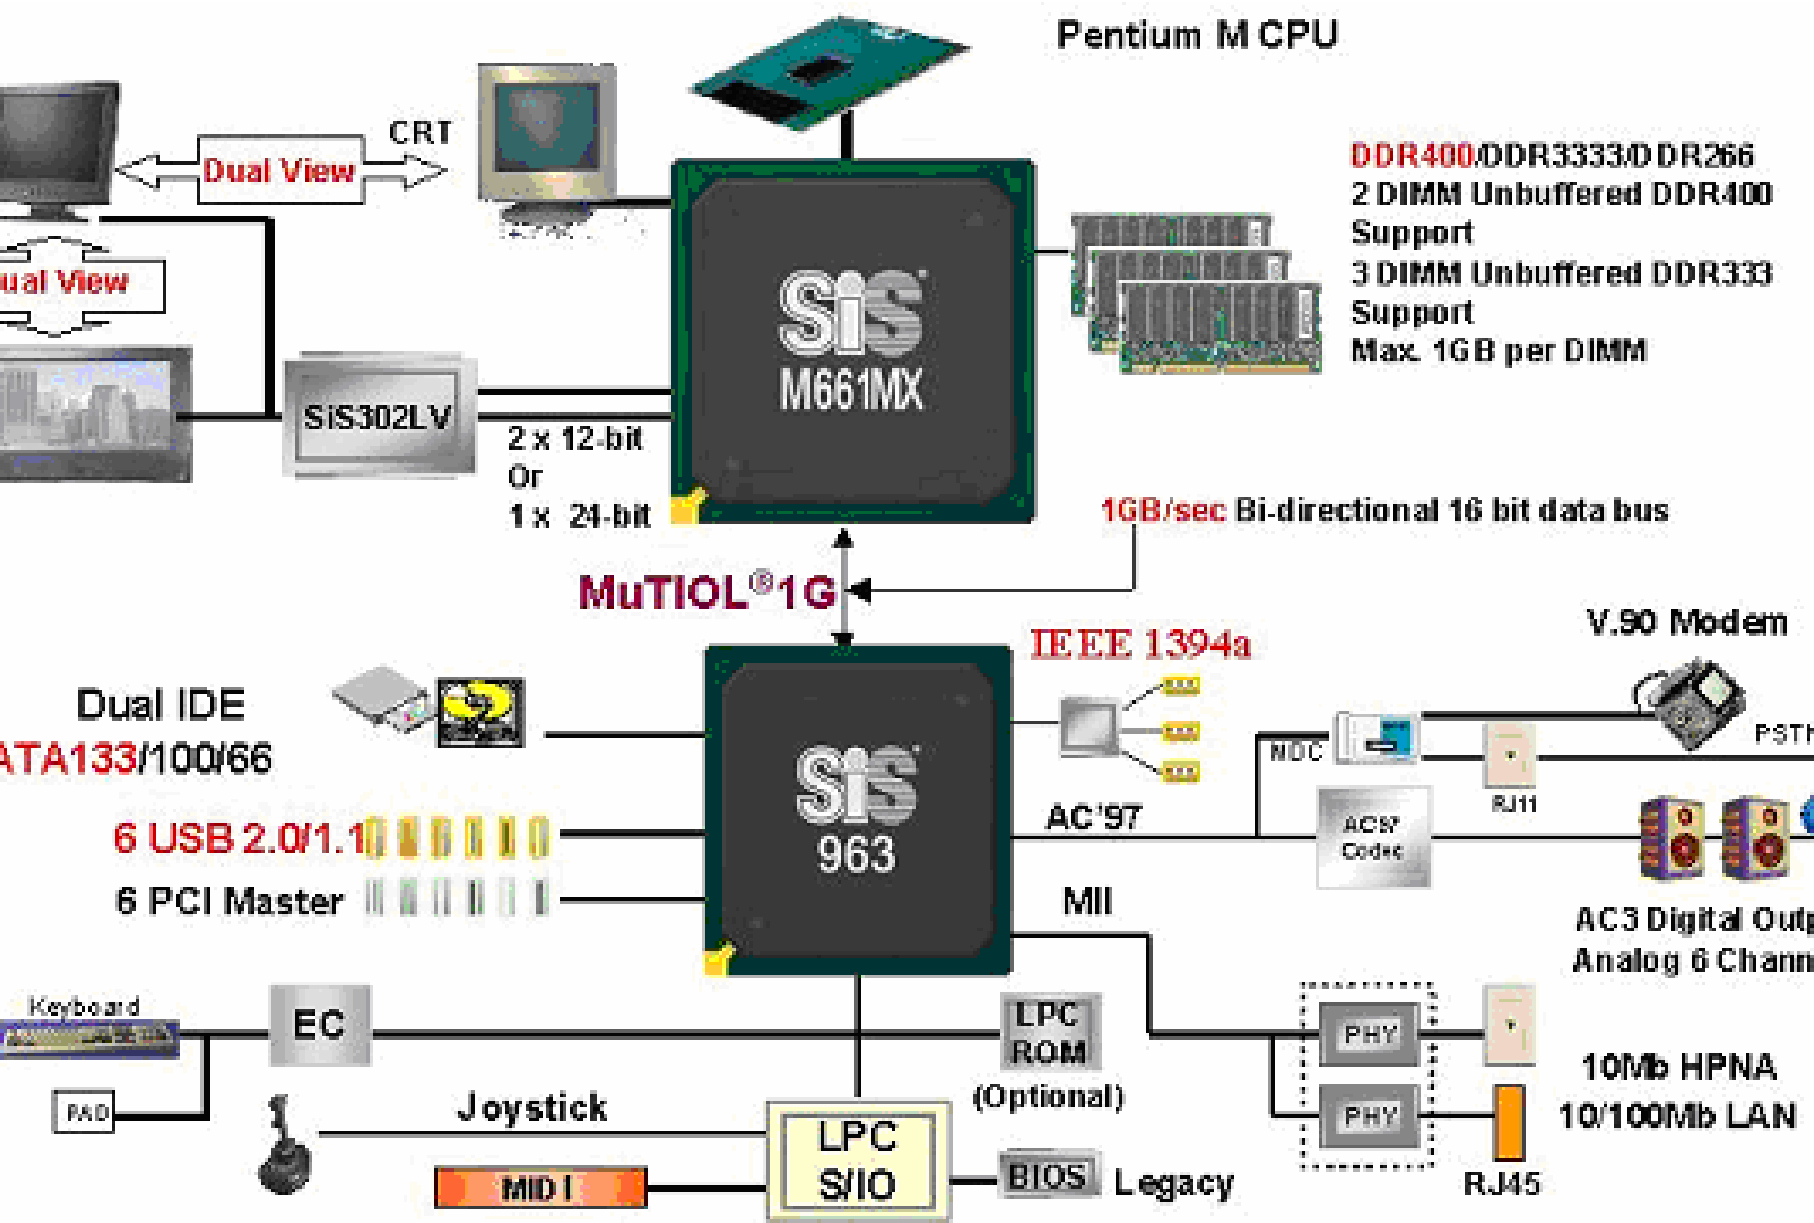 Pentium M CPU
CRT
Dual View
DDR400/DDR3333/DDR266
2 DIMM Unbuffered DDR400
Support
3 DIMM Unbuffered DDR333
Support
Max. 1GB per DIMM
ual View
SiS
M661MX
SiS302LV
2 x 12-bit
Or
1 x 24-bit
1GB/sec Bi-directional 16 bit data bus
MuTIOL®1G
IEEE 1394a
V.90 Modem
Dual IDE
ATA133/100/66
SiS
963
MDC
PSTN
RJ11
6 USB 2.0/1.1
AC'97
AC'97
Codec
6 PCI Master
MII
AC3 Digital Outp
Analog 6 Chann
Keyboard
EC
LPC
ROM
(Optional)
PHY
10Mb HPNA
PAD
Joystick
PHY
10/100Mb LAN
LPC
S/IO
MIDI
BIOS
Legacy
RJ45